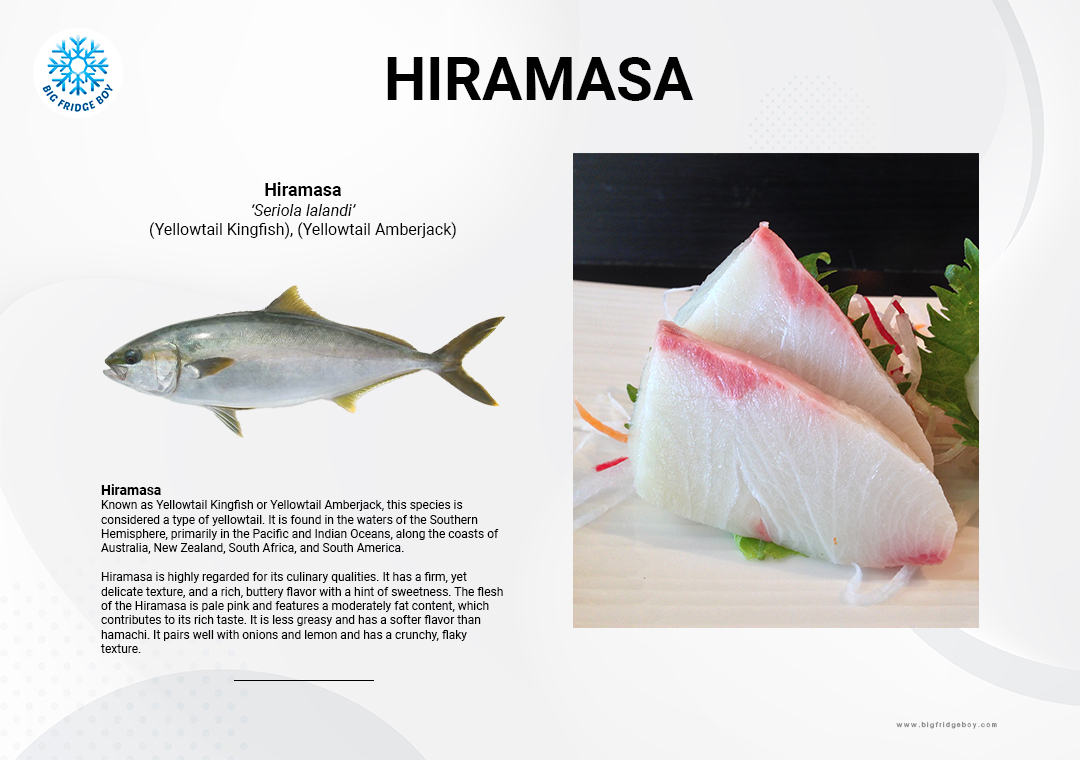 BIG FRIDGE BOY
HIRAMASA
Hiramasa
‘Seriola lalandi’
(Yellowtail Kingfish), (Yellowtail Amberjack)
Hiramasa
Known as Yellowtail Kingfish or Yellowtail Amberjack, this species is
considered a type of yellowtail. It is found in the waters of the Southern
Hemisphere, primarily in the Pacific and Indian Oceans, along the coasts of
Australia, New Zealand, South Africa, and South America.
Hiramasa is highly regarded for its culinary qualities. It has a firm, yet
delicate texture, and a rich, buttery flavor with a hint of sweetness. The flesh
of the Hiramasa is pale pink and features a moderately fat content, which
contributes to its rich taste. It is less greasy and has a softer flavor than
hamachi. It pairs well with onions and lemon and has a crunchy, flaky
texture.
www.bigfridgeboy.com